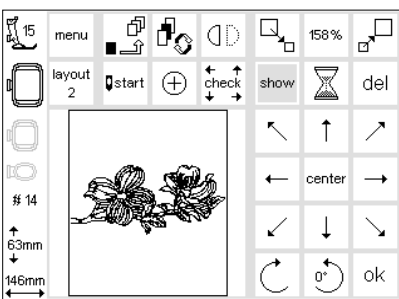 15 menu 158%
layout
2 start check show del
center
# 14
63mm
146mm 0° ok